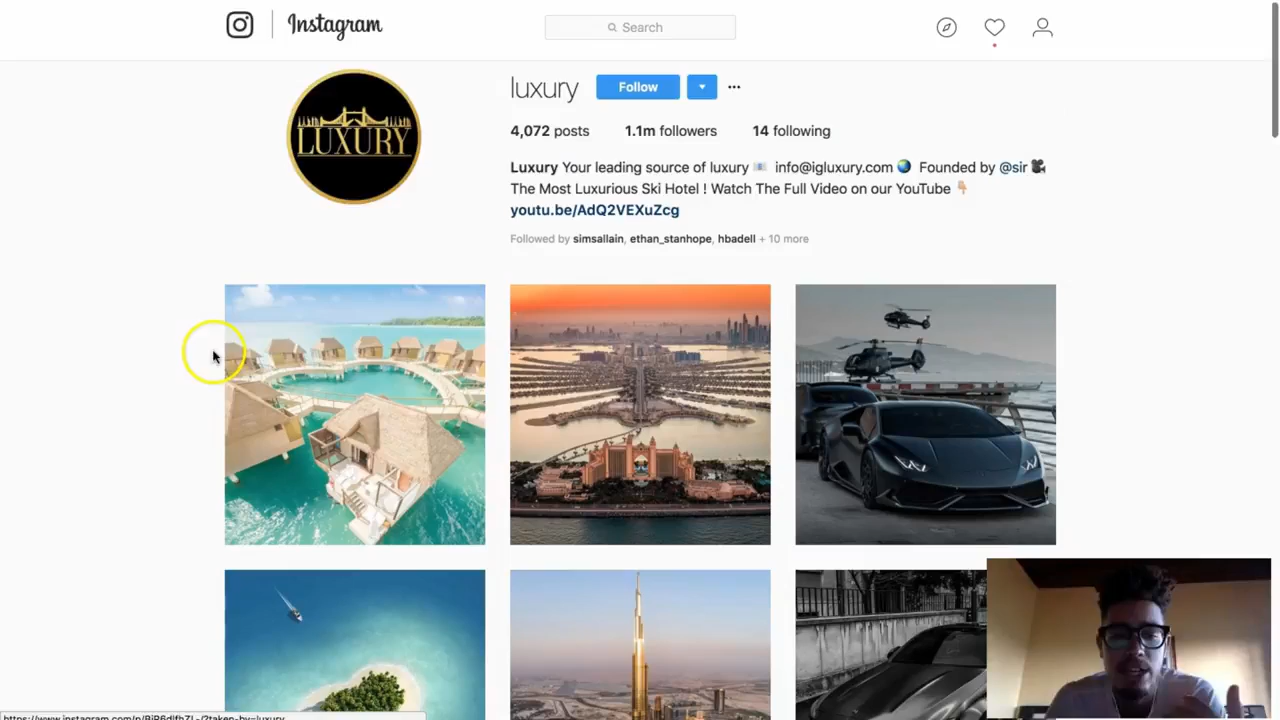 Instagram
Search
LUXURY
luxury Follow
4,072 posts 1.1m followers 14 following
Luxury Your leading source of luxury 📧 info@igluxury.com 🌍 Founded by @sir 🎥
The Most Luxurious Ski Hotel ! Watch The Full Video on our YouTube 👇🏼
youtu.be/AdQ2VEXuZcg
Followed by simsallain, ethan_stanhope, hbadell + 10 more